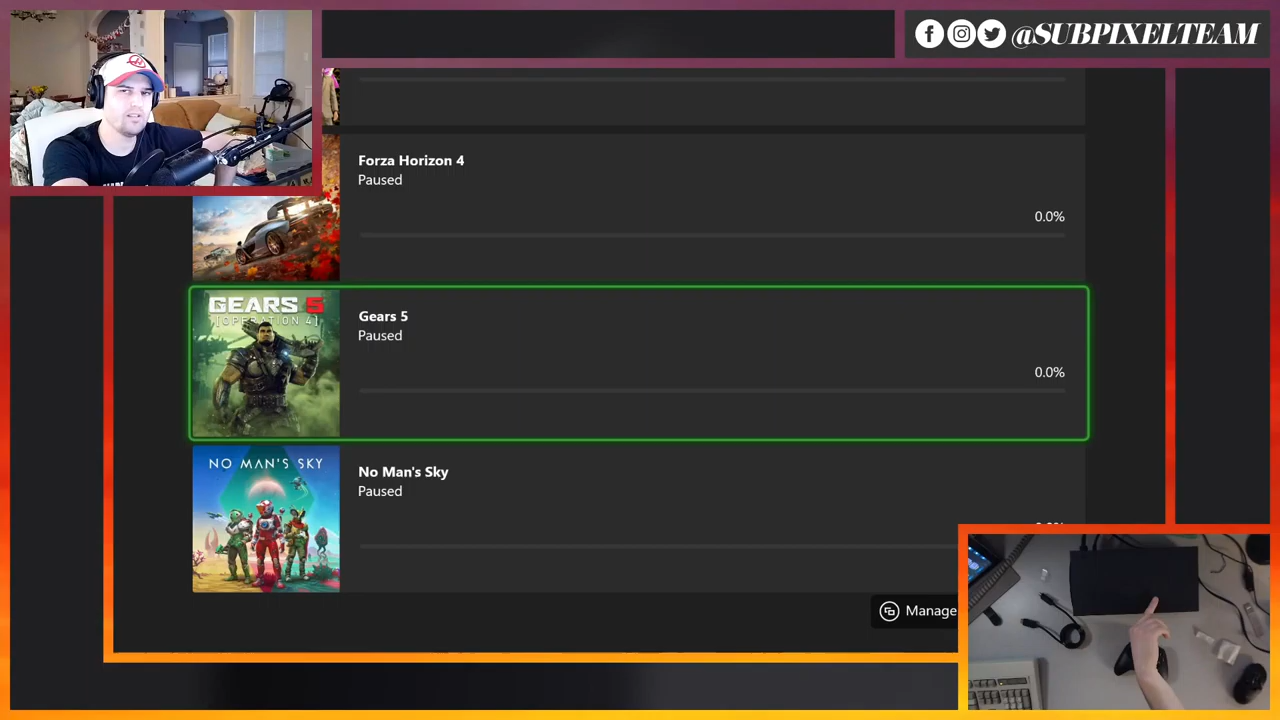 @SUBPIXELTEAM
Forza Horizon 4
Paused
0.0%
GEARS 5
[OPERATION 4]
Gears 5
Paused
0.0%
NO MAN'S SKY
No Man's Sky
Paused
Manage